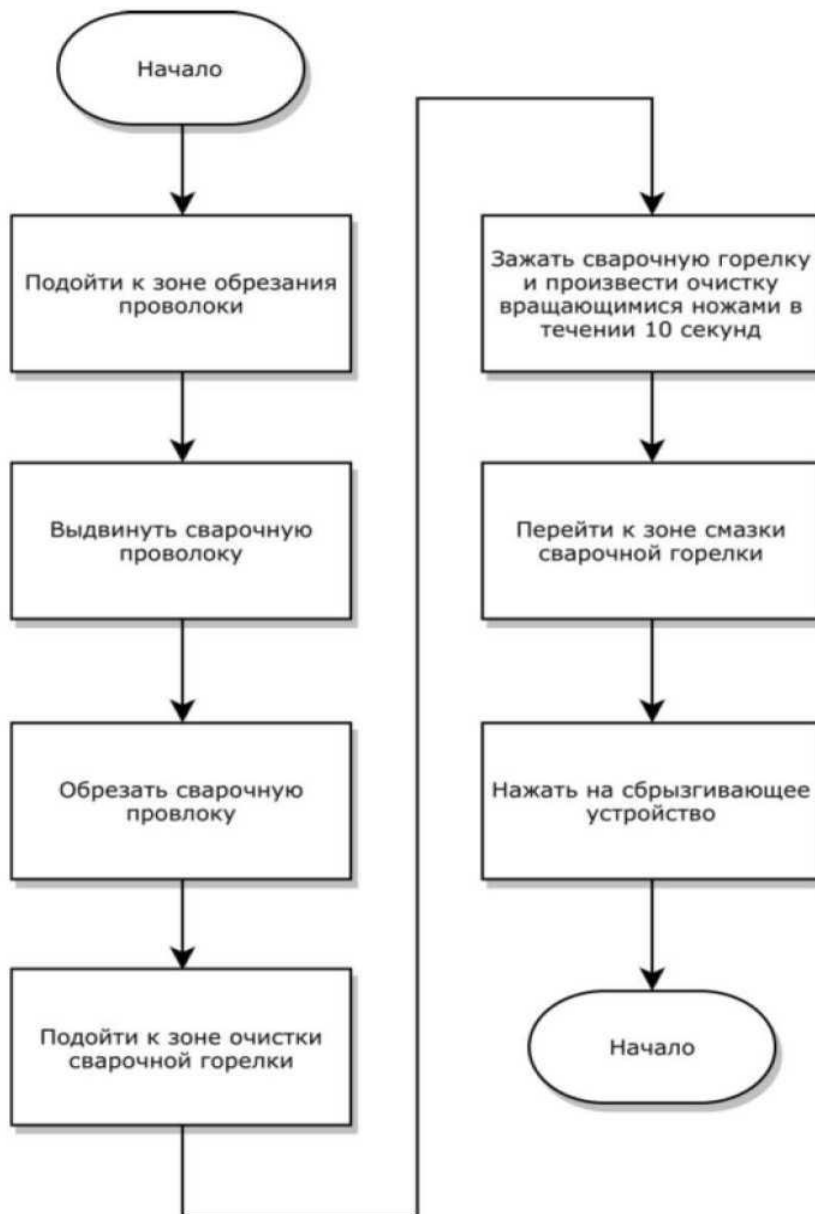 Начало
Подойти к зоне обрезания
проволоки
Выдвинуть сварочную
проволоку
Обрезать сварочную
провлоку
Подойти к зоне очистки
сварочной горелки
Зажать сварочную горелку
и произвести очистку
вращающимися ножами в
течении 10 секунд
Перейти к зоне смазки
сварочной горелки
Нажать на сбрызгивающее
устройство
Начало